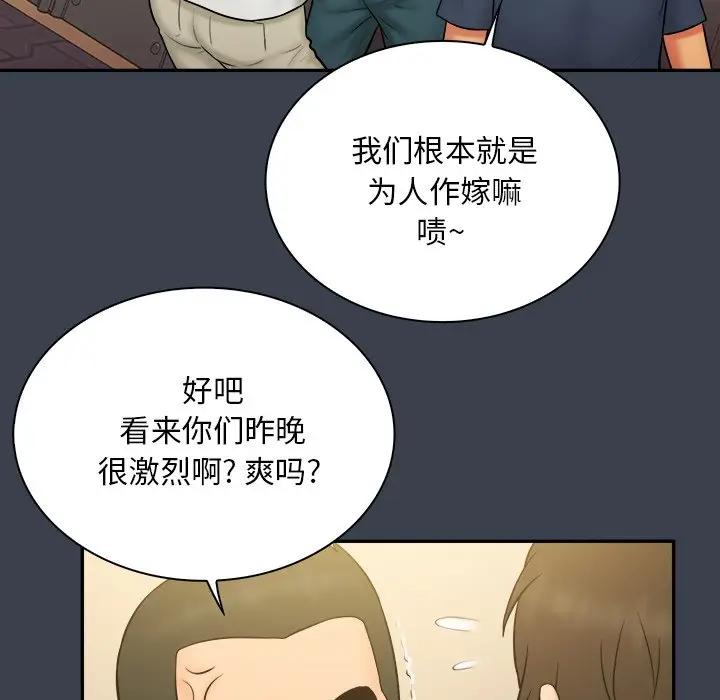 我们根本就是
为人作嫁嘛
啧~
好吧
看来你们昨晚
很激烈啊? 爽吗?